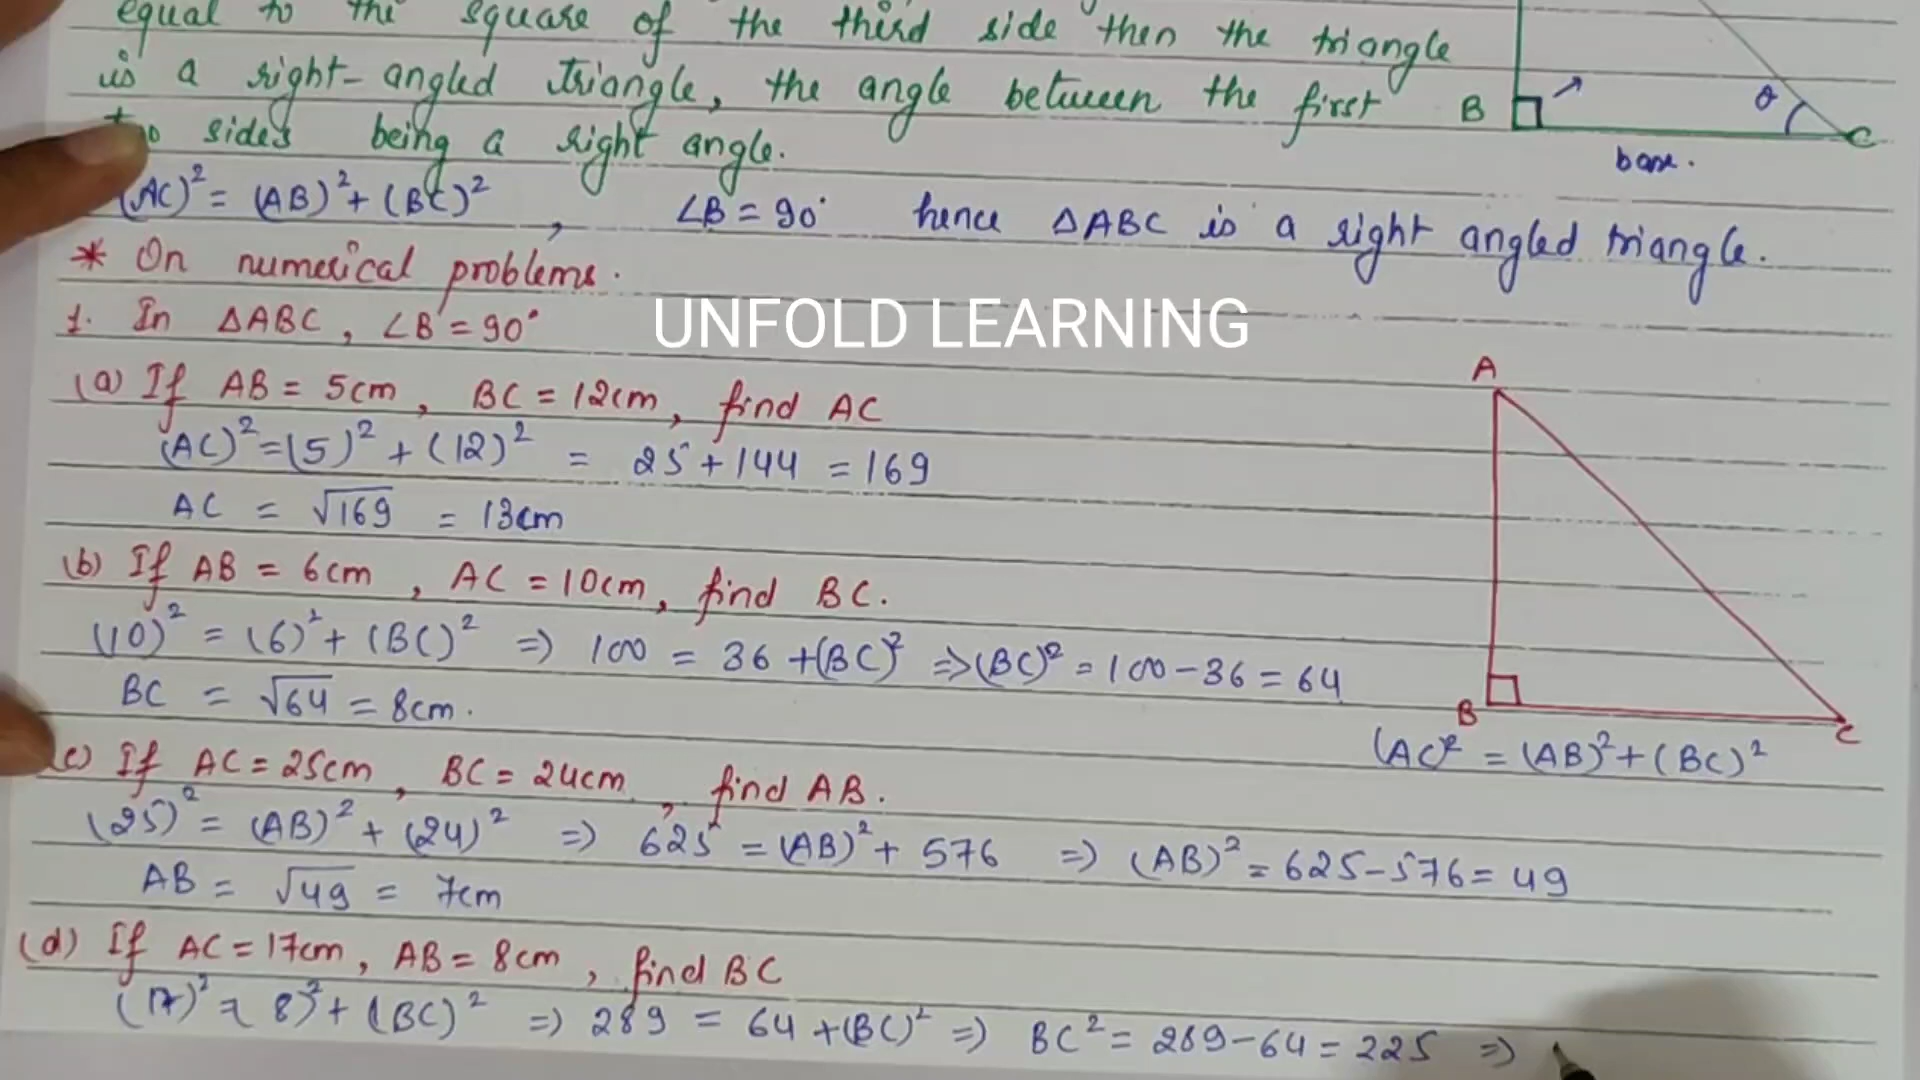 equal to the square of the third side then the triangle
is a right-angled triangle, the angle between the first
two sides being a right angle.
B θ C
base.
(AC)² = (AB)² + (BC)² , ∠B = 90° hence ΔABC is a right angled triangle.
* On numerical problems.
1. In ΔABC, ∠B = 90°
UNFOLD LEARNING
(a) If AB = 5cm, BC = 12cm, find AC
(AC)² = (5)² + (12)² = 25 + 144 = 169
AC = √169 = 13cm
(b) If AB = 6cm, AC = 10cm, find BC.
(10)² = (6)² + (BC)² ⇒ 100 = 36 + (BC)² ⇒ (BC)² = 100 - 36 = 64
BC = √64 = 8cm.
A
B
C
(AC)² = (AB)² + (BC)²
(c) If AC = 25cm, BC = 24cm, find AB.
(25)² = (AB)² + (24)² ⇒ 625 = (AB)² + 576 ⇒ (AB)² = 625 - 576 = 49
AB = √49 = 7cm
(d) If AC = 17cm, AB = 8cm, find BC
(17)² = (8)² + (BC)² ⇒ 289 = 64 + (BC)² ⇒ BC² = 289 - 64 = 225 ⇒